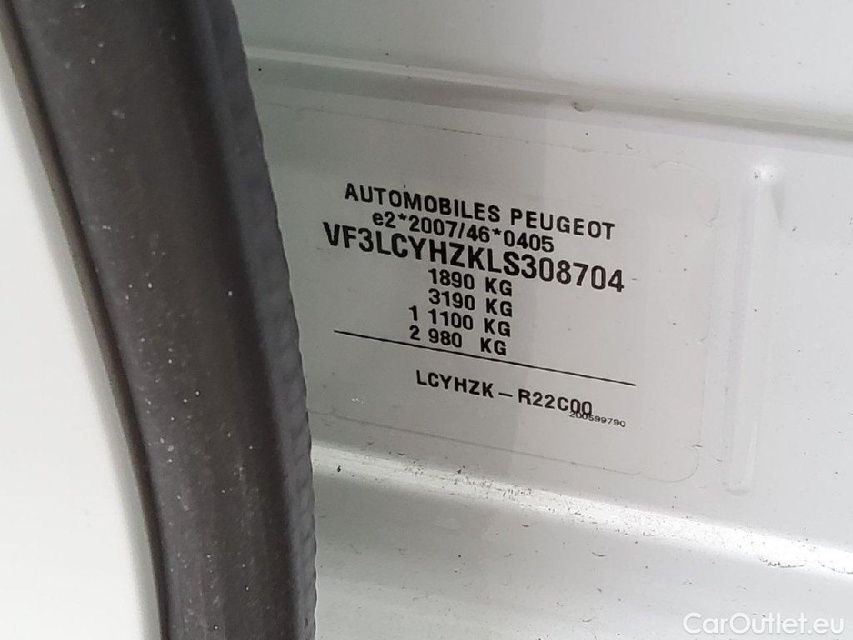 AUTOMOBILES PEUGEOT
e2*2007/46*0405
VF3LCYHZKLS308704
1890 KG
3190 KG
1 1100 KG
2 980 KG
LCYHZK-R22C00
200599790
CarOutlet.eu